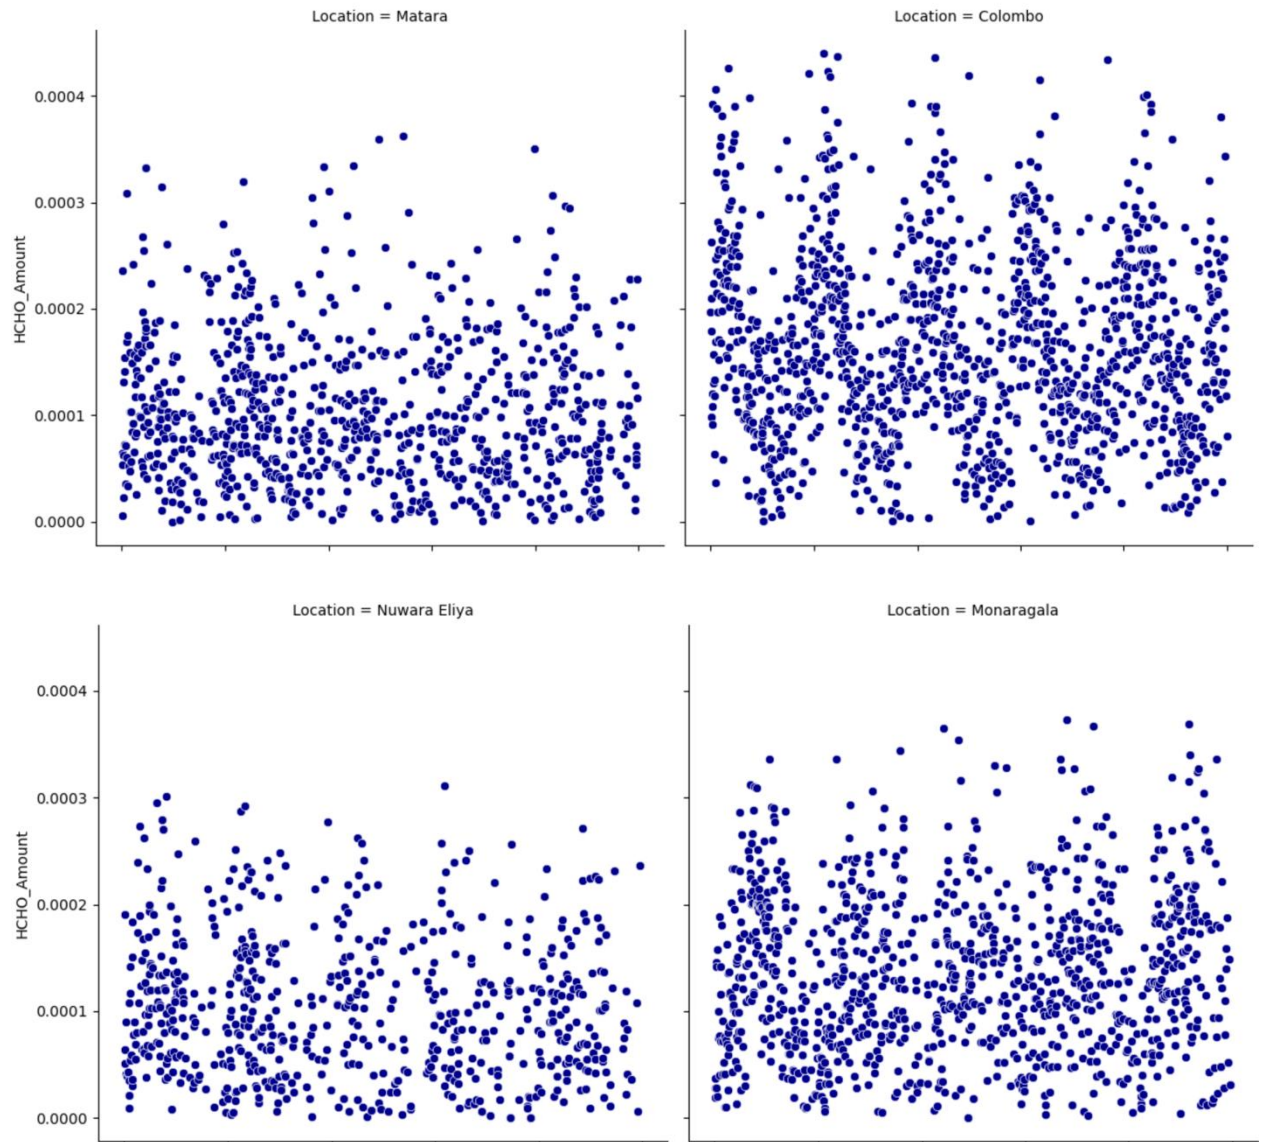 Location = Matara
Location = Colombo
0.0004
0.0003
0.0002
0.0001
0.0000
HCHO_Amount
Location = Nuwara Eliya
Location = Monaragala
0.0004
0.0003
0.0002
0.0001
0.0000
HCHO_Amount